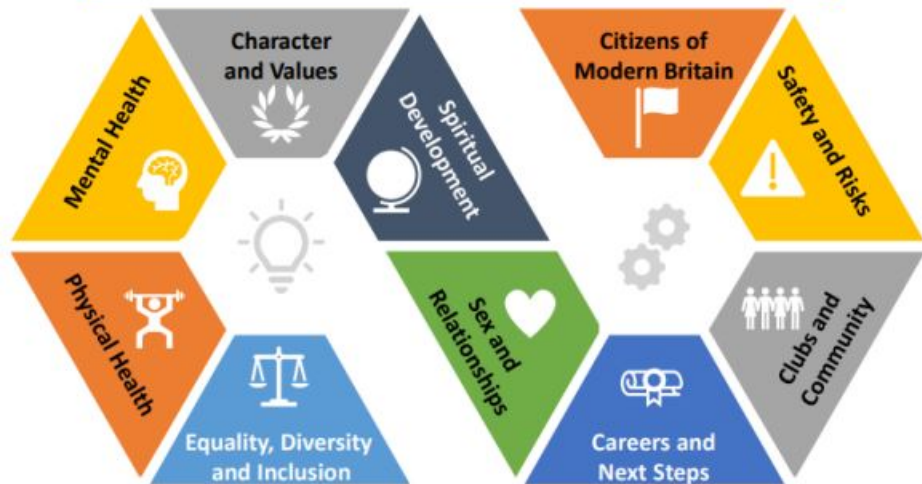 Character
and Values
Citizens of
Modern Britain
Mental Health
Spiritual
Development
Safety and Risks
Physical Health
Sex and
Relationships
Clubs and
Community
Equality, Diversity
and Inclusion
Careers and
Next Steps